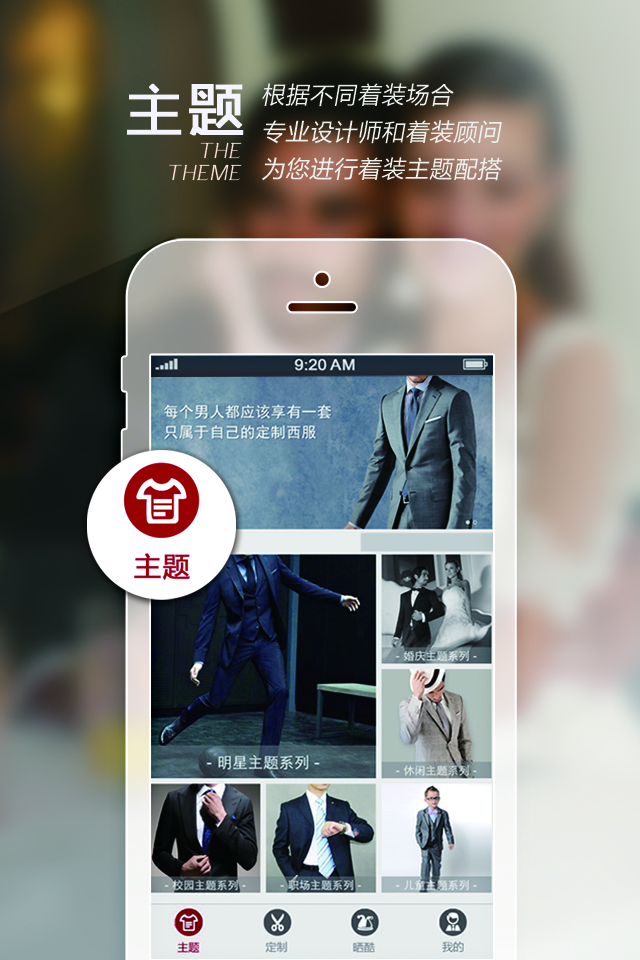 主题
THE
THEME
根据不同着装场合
专业设计师和着装顾问
为您进行着装主题配搭
9:20 AM
每个男人都应该享有一套
只属于自己的定制西服
主题
- 婚庆主题系列 -
- 明星主题系列 -
- 休闲主题系列 -
- 校园主题系列 -
- 职场主题系列 -
- 儿童主题系列 -
主题
定制
晒酷
我的